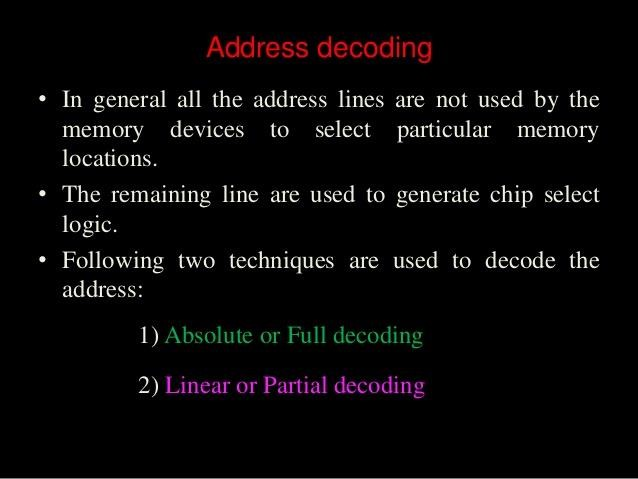 Address decoding
• In general all the address lines are not used by the
memory devices to select particular memory
locations.
• The remaining line are used to generate chip select
logic.
• Following two techniques are used to decode the
address:
1) Absolute or Full decoding
2) Linear or Partial decoding